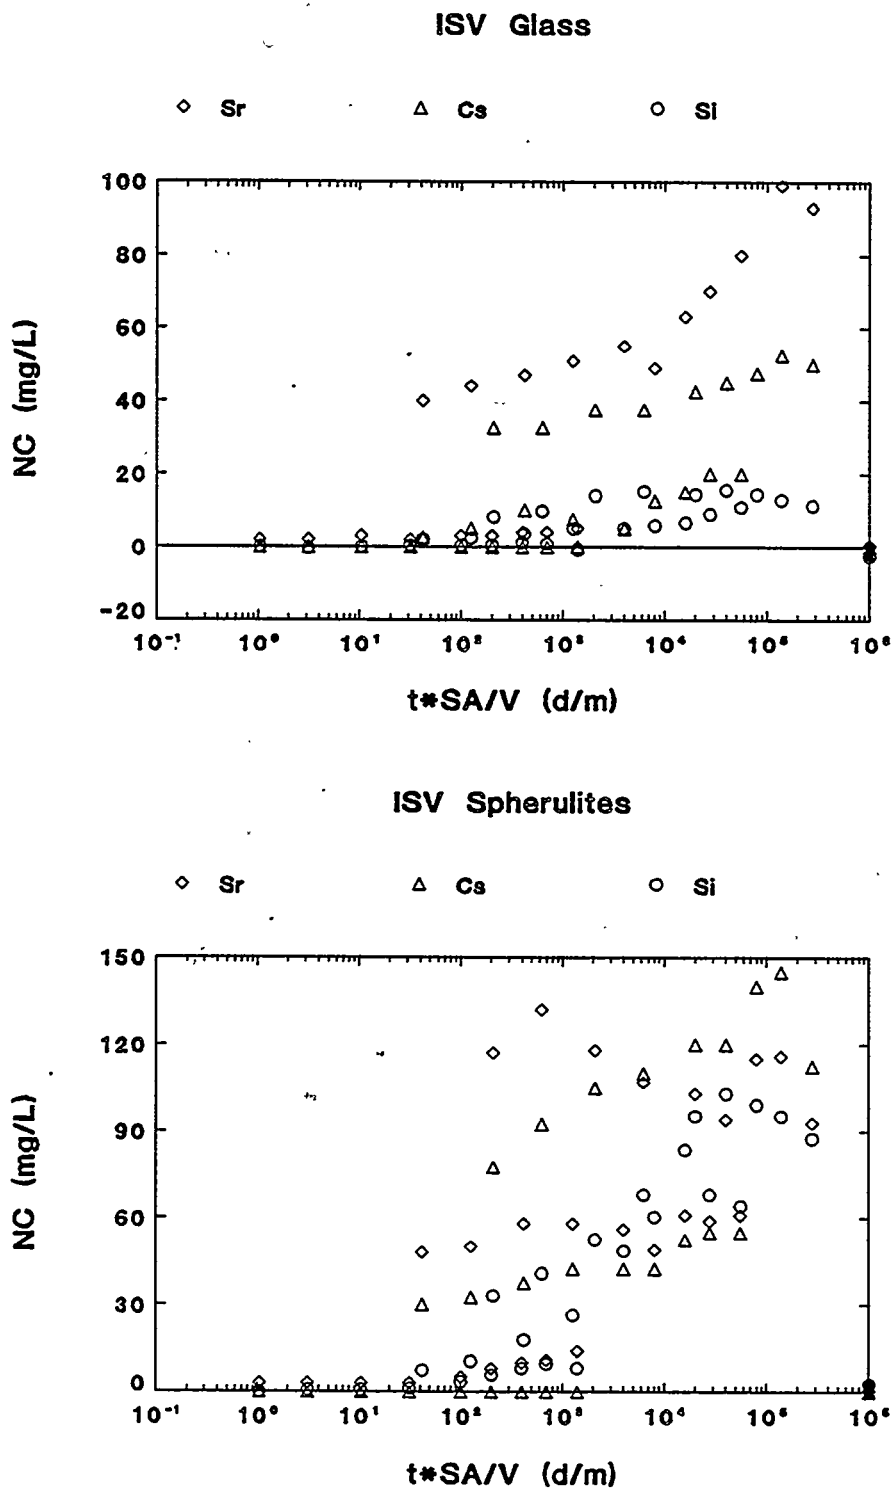 ISV Glass
Sr Cs Si
100
80
60
40
20
0
-20
NC (mg/L)
10⁻¹ 10⁰ 10¹ 10² 10³ 10⁴ 10⁵ 10⁶
t*SA/V (d/m)
ISV Spherulites
Sr Cs Si
150
120
90
60
30
0
NC (mg/L)
10⁻¹ 10⁰ 10¹ 10² 10³ 10⁴ 10⁵ 10⁶
t*SA/V (d/m)